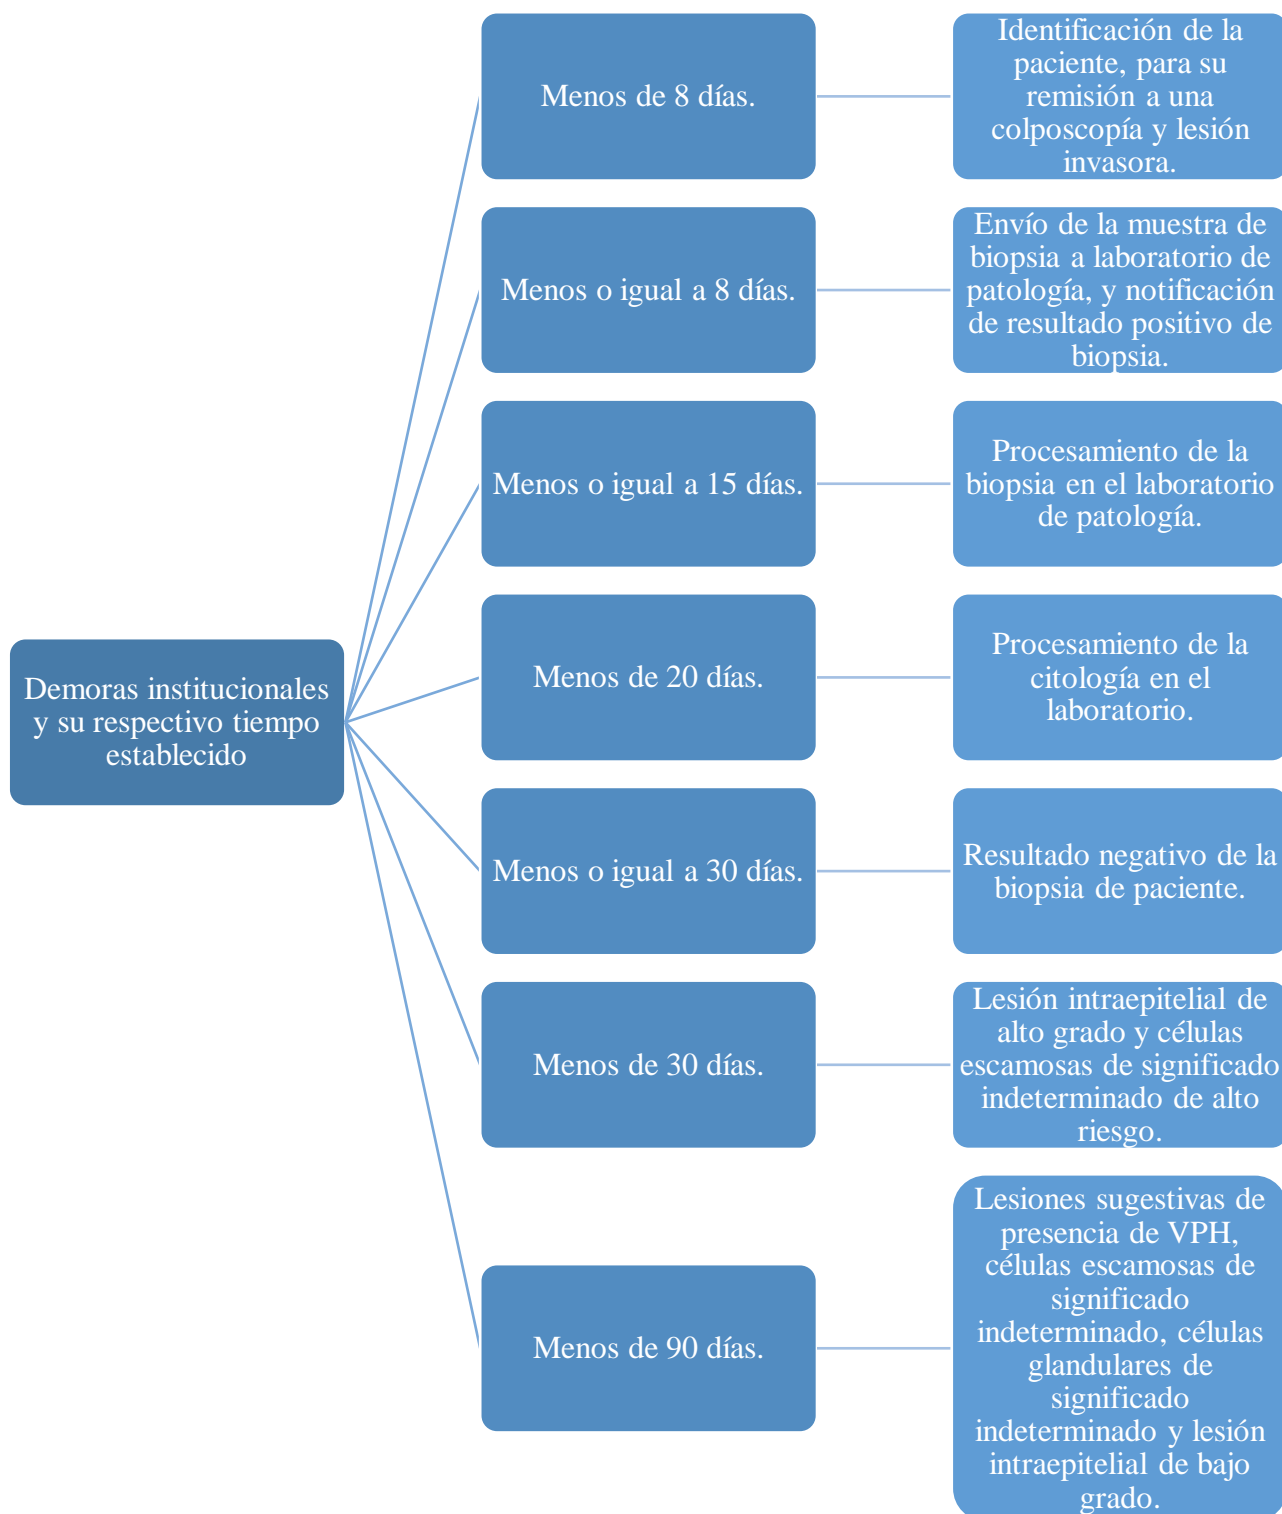 Demoras institucionales
y su respectivo tiempo
establecido
Menos de 8 días.
Identificación de la
paciente, para su
remisión a una
colposcopía y lesión
invasora.
Menos o igual a 8 días.
Envío de la muestra de
biopsia a laboratorio de
patología, y notificación
de resultado positivo de
biopsia.
Menos o igual a 15 días.
Procesamiento de la
biopsia en el laboratorio
de patología.
Menos de 20 días.
Procesamiento de la
citología en el
laboratorio.
Menos o igual a 30 días.
Resultado negativo de la
biopsia de paciente.
Menos de 30 días.
Lesión intraepitelial de
alto grado y células
escamosas de significado
indeterminado de alto
riesgo.
Menos de 90 días.
Lesiones sugestivas de
presencia de VPH,
células escamosas de
significado
indeterminado, células
glandulares de
significado
indeterminado y lesión
intraepitelial de bajo
grado.